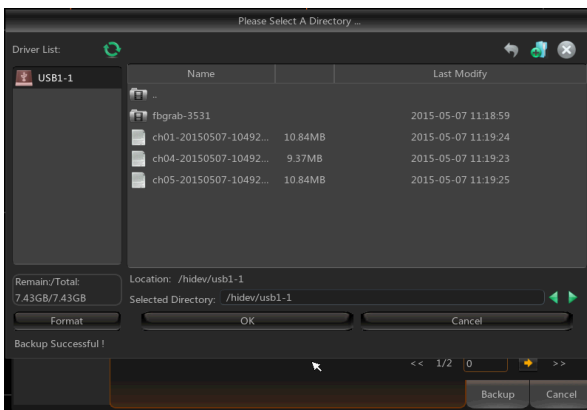 Please Select A Directory ...
Driver List:
USB1-1
Name Last Modify
..
fbgrab-3531 2015-05-07 11:18:59
ch01-20150507-10492... 10.84MB 2015-05-07 11:19:24
ch04-20150507-10492... 9.37MB 2015-05-07 11:19:23
ch05-20150507-10492... 10.84MB 2015-05-07 11:19:25
Remain:/Total:
7.43GB/7.43GB
Location: /hidev/usb1-1
Selected Directory: /hidev/usb1-1
Format OK Cancel
Backup Successful !
<< 1/2 0 >>
Backup Cancel